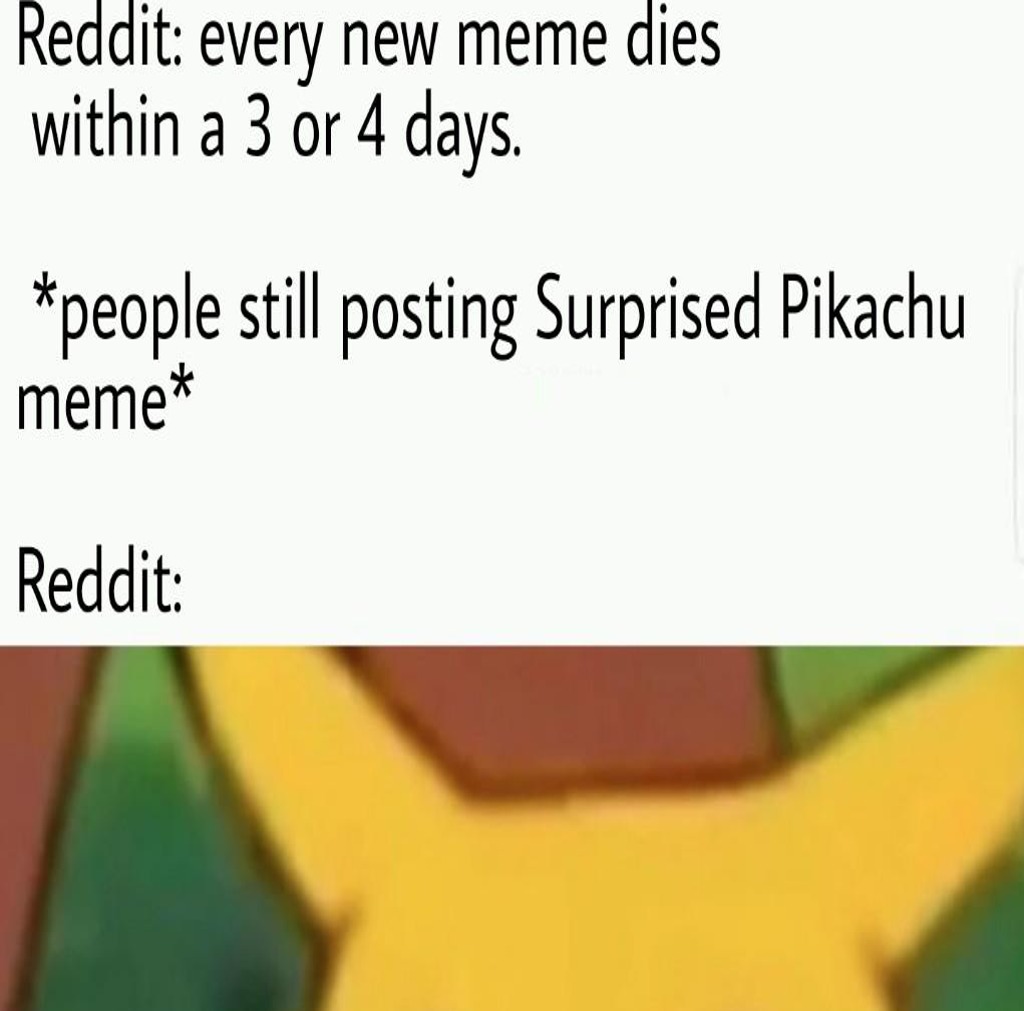 Reddit: every new meme dies
within a 3 or 4 days.
*people still posting Surprised Pikachu
meme*
Reddit: